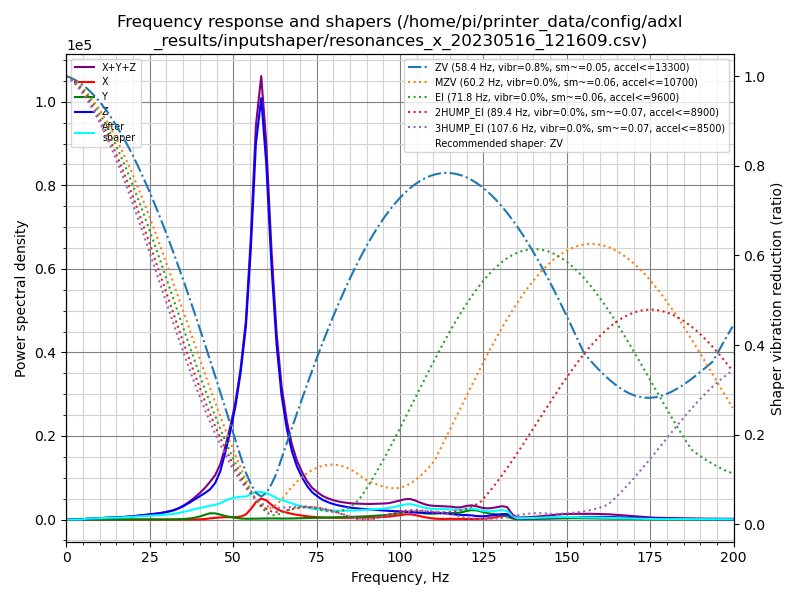 Frequency response and shapers (/home/pi/printer_data/config/adxl
_results/inputshaper/resonances_x_20230516_121609.csv)
1e5
X+Y+Z
X
Y
Z
After
shaper
ZV (58.4 Hz, vibr=0.8%, sm~=0.05, accel<=13300)
MZV (60.2 Hz, vibr=0.0%, sm~=0.06, accel<=10700)
EI (71.8 Hz, vibr=0.0%, sm~=0.06, accel<=9600)
2HUMP_EI (89.4 Hz, vibr=0.0%, sm~=0.07, accel<=8900)
3HUMP_EI (107.6 Hz, vibr=0.0%, sm~=0.07, accel<=8500)
Recommended shaper: ZV
Power spectral density
1.0
0.8
0.6
0.4
0.2
0.0
1.0
0.8
0.6
0.4
0.2
0.0
Shaper vibration reduction (ratio)
0 25 50 75 100 125 150 175 200
Frequency, Hz